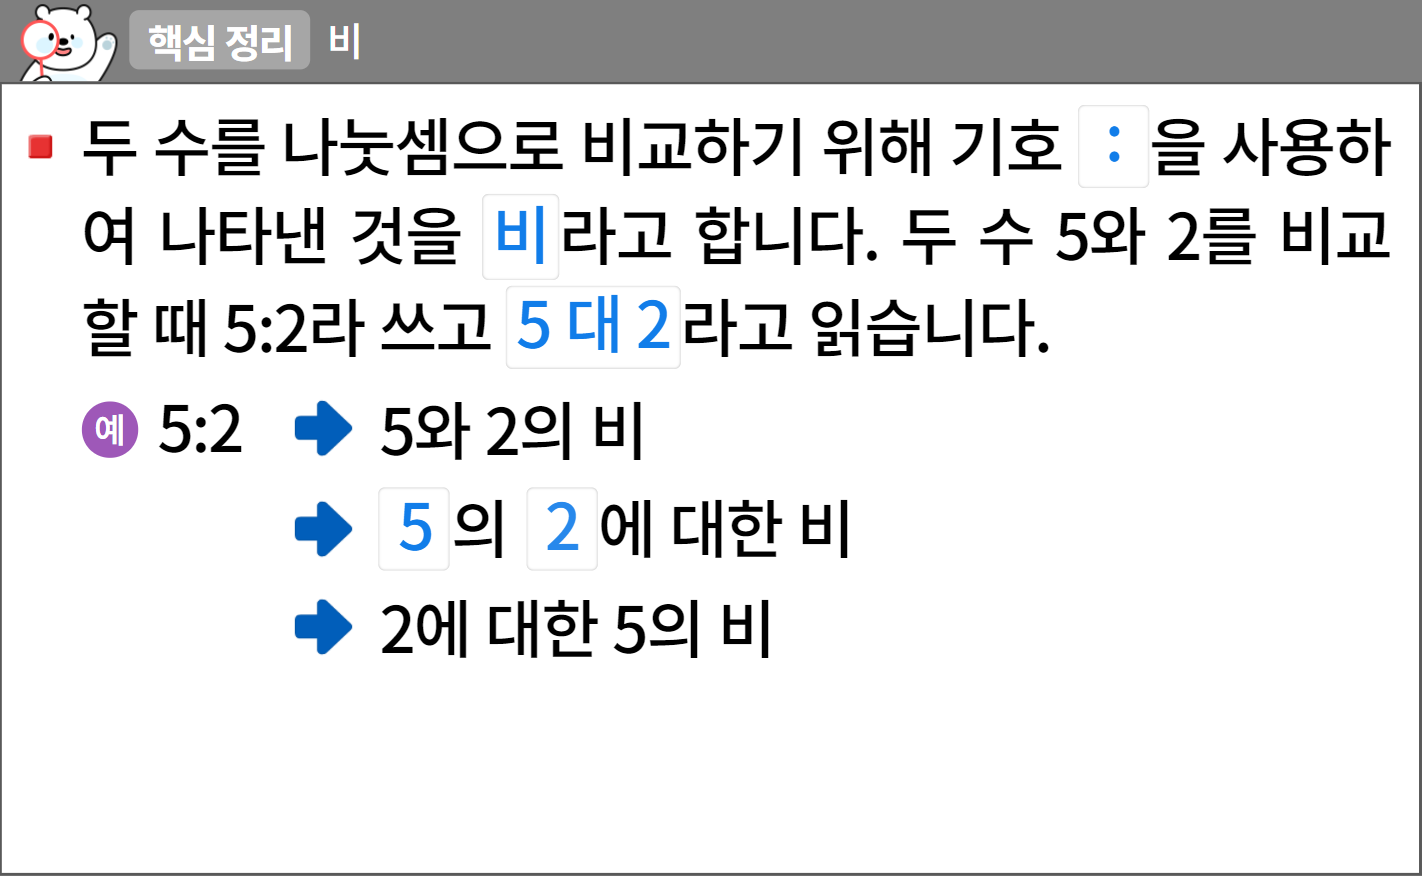 핵심 정리 비
두 수를 나눗셈으로 비교하기 위해 기호 :을 사용하
여 나타낸 것을 비라고 합니다. 두 수 5와 2를 비교
할 때 5:2라 쓰고 5 대 2라고 읽습니다.
예 5:2 5와 2의 비
5의 2에 대한 비
2에 대한 5의 비